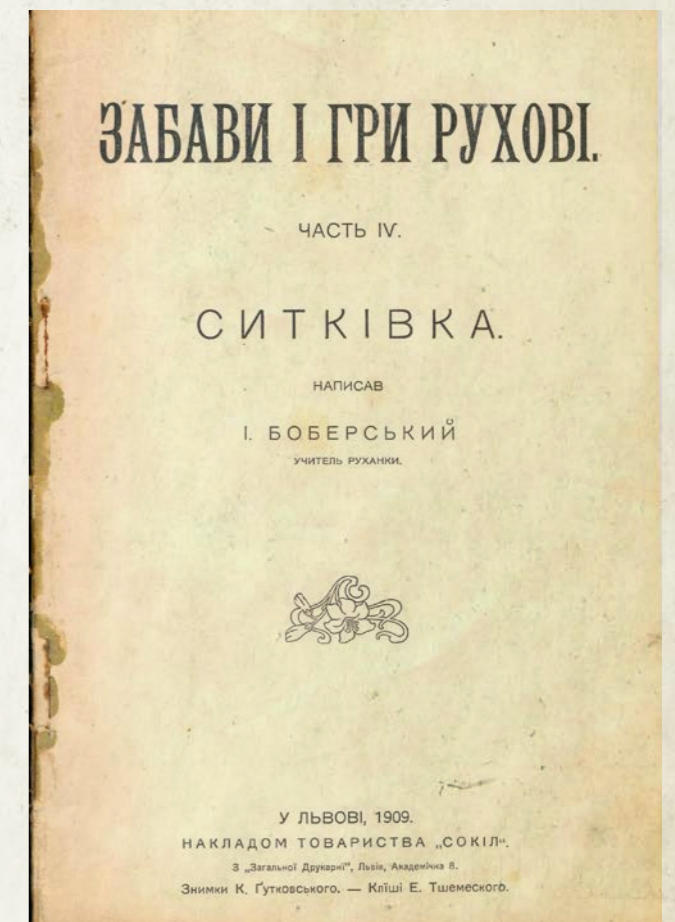 ЗАБАВИ І ГРИ РУХОВІ.
ЧАСТЬ IV.
СИТКІВКА.
НАПИСАВ
І. БОБЕРСЬКИЙ
УЧИТЕЛЬ РУХАНКИ.
У ЛЬВОВІ, 1909.
НАКЛАДОМ ТОВАРИСТВА „СОКІЛ“.
З „Загальної Друкарні“, Львів, Академічна 8.
Знимки К. Ґутковського. — Кліші Е. Тшемеского.